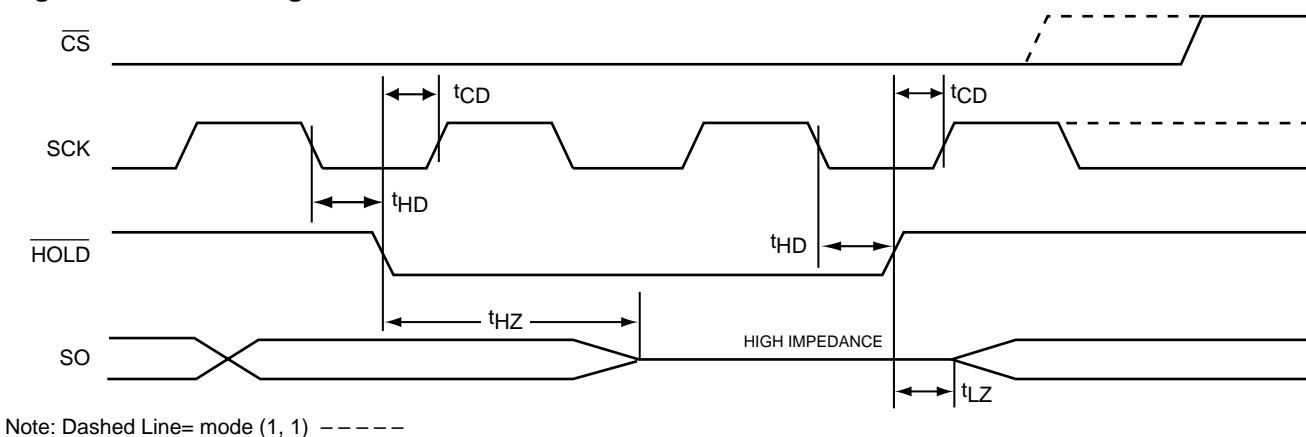 CS
tCD
tCD
SCK
tHD
HOLD
tHD
tHZ
HIGH IMPEDANCE
SO
tLZ
Note: Dashed Line= mode (1, 1) – – – – –